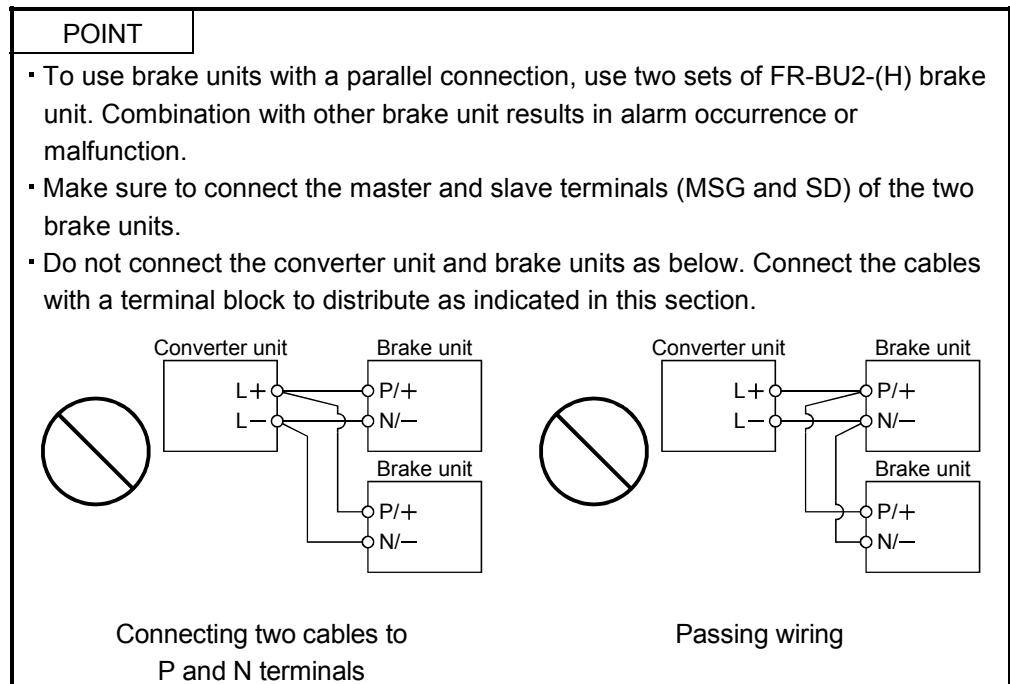 POINT
▪ To use brake units with a parallel connection, use two sets of FR-BU2-(H) brake
unit. Combination with other brake unit results in alarm occurrence or
malfunction.
▪ Make sure to connect the master and slave terminals (MSG and SD) of the two
brake units.
▪ Do not connect the converter unit and brake units as below. Connect the cables
with a terminal block to distribute as indicated in this section.
Converter unit
Brake unit
L+
P/+
L−
N/−
Brake unit
P/+
N/−
Connecting two cables to
P and N terminals
Converter unit
Brake unit
L+
P/+
L−
N/−
Brake unit
P/+
N/−
Passing wiring